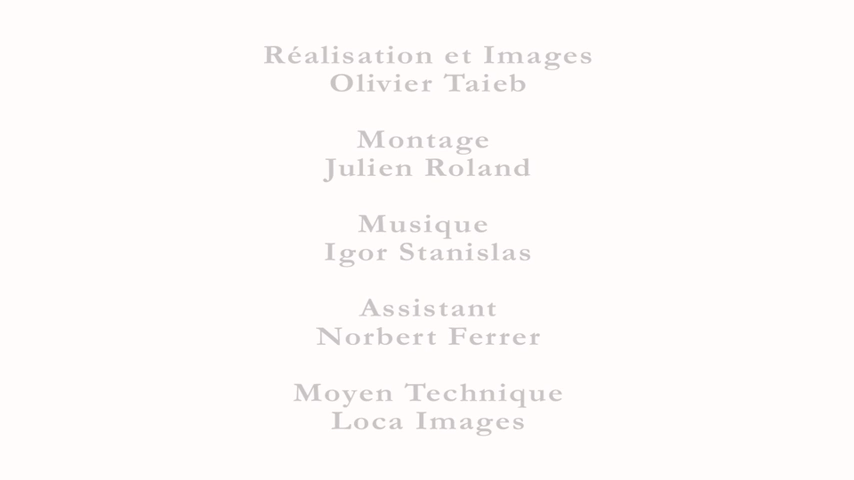 Réalisation et Images
Olivier Taieb
Montage
Julien Roland
Musique
Igor Stanislas
Assistant
Norbert Ferrer
Moyen Technique
Loca Images